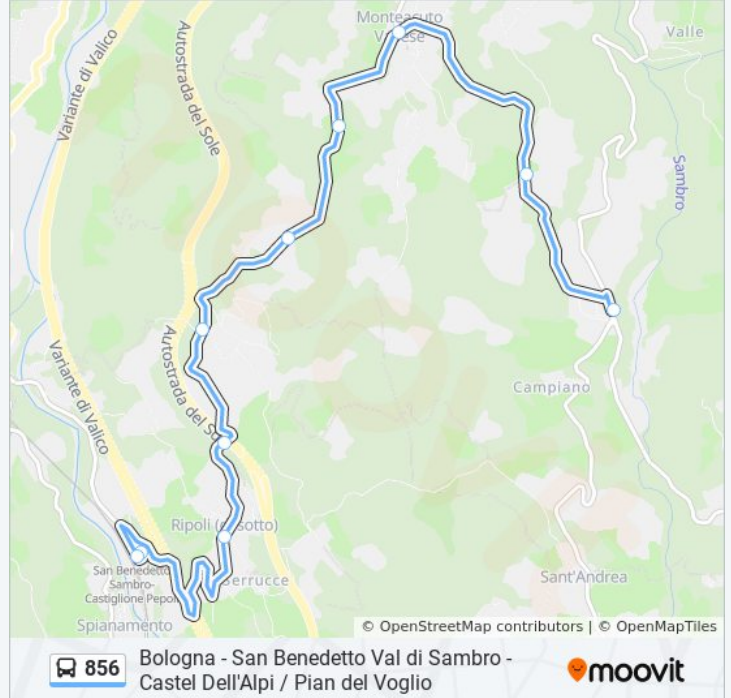 Monteacuto
Vallese
Valle
Variante di Valico
Autostrada del Sole
Sambro
Autostrada del Sole
Variante di Valico
Campiano
Ripoli
Serrucce
San Benedetto
Sambro-
Castiglione Pepoli
Sant'Andrea
Spianamento
© OpenStreetMap contributors | © OpenMapTiles
856
Bologna - San Benedetto Val di Sambro -
Castel Dell'Alpi / Pian del Voglio
moovit